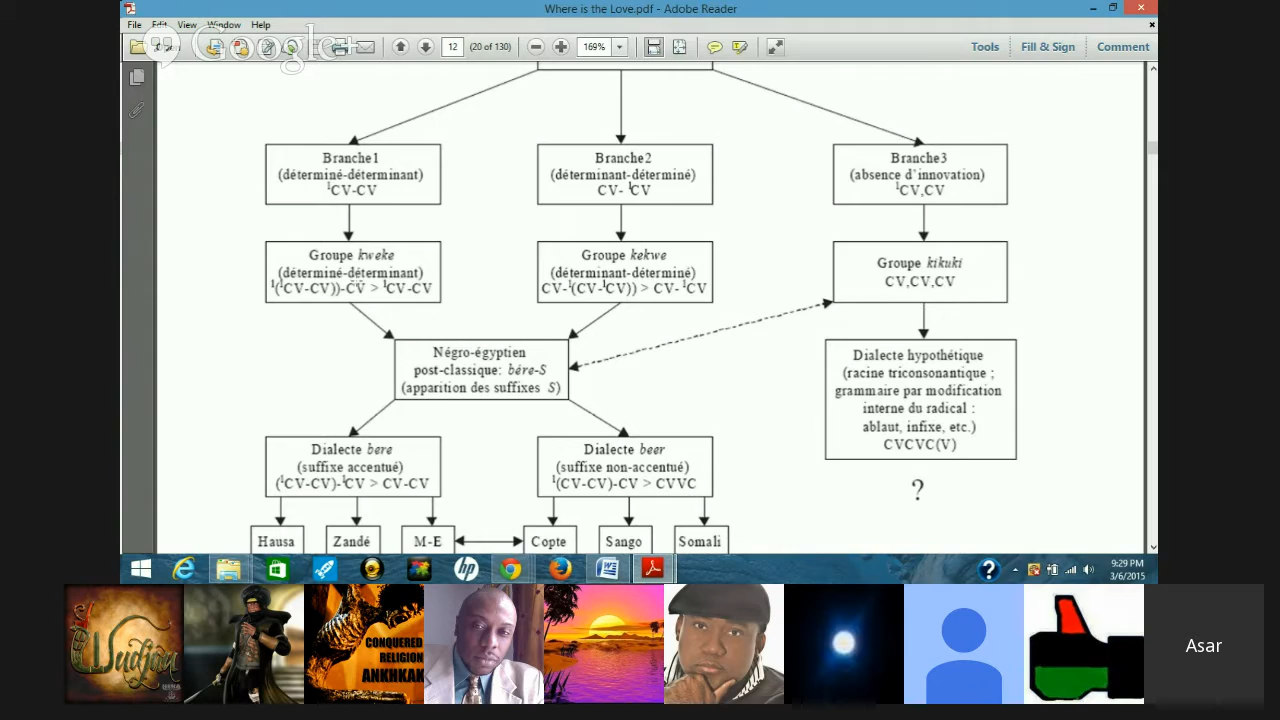 Where is the Love.pdf - Adobe Reader
File Edit View Window Help
Google+
12 (20 of 130) 169% Tools Fill & Sign Comment
Branche1
(déterminé-déterminant)
¹CV-CV
Branche2
(déterminant-déterminé)
CV-¹CV
Branche3
(absence d'innovation)
¹CV,CV
Groupe kweke
(déterminé-déterminant)
¹(¹CV-CV))-CV > ¹CV-CV
Groupe kekwe
(déterminant-déterminé)
CV-¹(CV-¹CV)) > CV-¹CV
Groupe kikuki
CV,CV,CV
Négro-égyptien
post-classique: bére-S
(apparition des suffixes S)
Dialecte hypothétique
(racine triconsonantique ;
grammaire par modification
interne du radical :
ablaut, infixe, etc.)
CVCVC(V)
?
Dialecte bere
(suffixe accentué)
(¹CV-CV)-¹CV > CV-CV
Dialecte beer
(suffixe non-accentué)
¹(CV-CV)-CV > CVVC
Hausa Zandé M-E Copte Sango Somali
hp
9:29 PM
3/6/2015
Udjau
CONQUERED
RELIGION
ANKHKAK
Asar